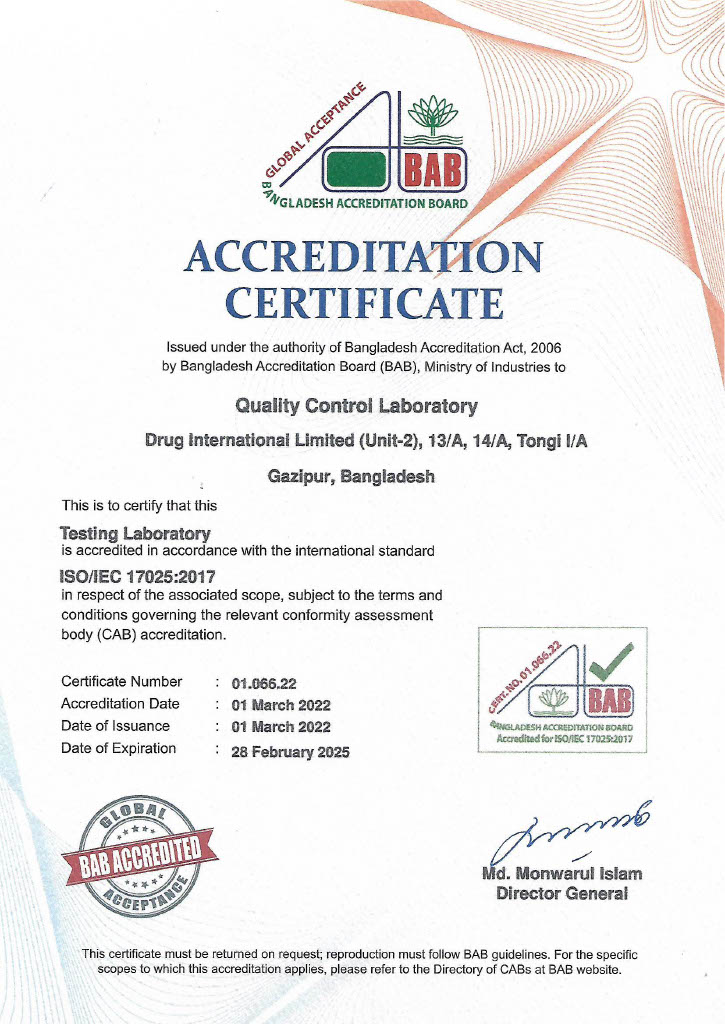 GLOBAL ACCEPTANCE
BAB
BANGLADESH ACCREDITATION BOARD
ACCREDITATION
CERTIFICATE
Issued under the authority of Bangladesh Accreditation Act, 2006
by Bangladesh Accreditation Board (BAB), Ministry of Industries to
Quality Control Laboratory
Drug International Limited (Unit-2), 13/A, 14/A, Tongi I/A
Gazipur, Bangladesh
This is to certify that this
Testing Laboratory
is accredited in accordance with the international standard
ISO/IEC 17025:2017
in respect of the associated scope, subject to the terms and
conditions governing the relevant conformity assessment
body (CAB) accreditation.
Certificate Number : 01.066.22
Accreditation Date : 01 March 2022
Date of Issuance : 01 March 2022
Date of Expiration : 28 February 2025
CERT.NO.01.066.22
BAB
BANGLADESH ACCREDITATION BOARD
Accredited for ISO/IEC 17025:2017
GLOBAL
BAB ACCREDITED
ACCEPTANCE
Md. Monwarul Islam
Director General
This certificate must be returned on request; reproduction must follow BAB guidelines. For the specific
scopes to which this accreditation applies, please refer to the Directory of CABs at BAB website.